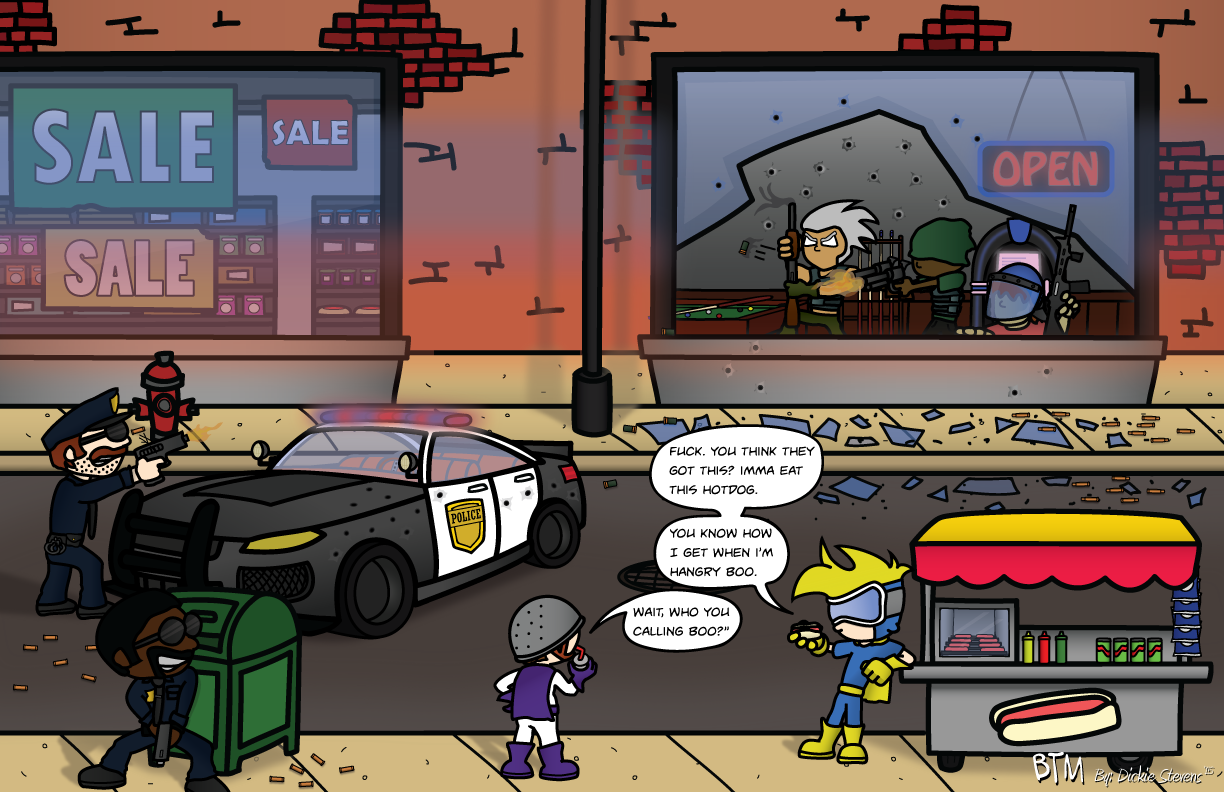 SALE
SALE
SALE
OPEN
POLICE
FUCK. YOU THINK THEY
GOT THIS? IMMA EAT
THIS HOTDOG.
YOU KNOW HOW
I GET WHEN I'M
HANGRY BOO.
WAIT, WHO YOU
CALLING BOO?"
BTM
By: Dickie Stevens